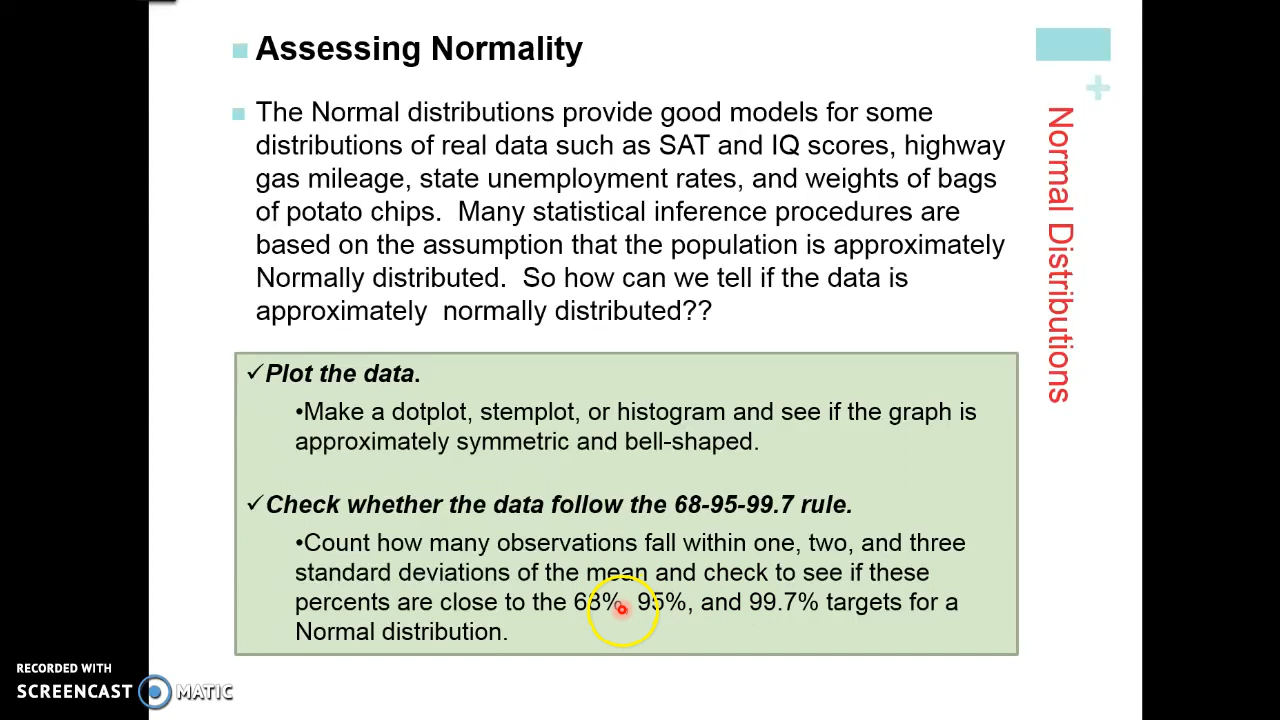 Assessing Normality
The Normal distributions provide good models for some
distributions of real data such as SAT and IQ scores, highway
gas mileage, state unemployment rates, and weights of bags
of potato chips. Many statistical inference procedures are
based on the assumption that the population is approximately
Normally distributed. So how can we tell if the data is
approximately normally distributed??
✓Plot the data.
•Make a dotplot, stemplot, or histogram and see if the graph is
approximately symmetric and bell-shaped.
✓Check whether the data follow the 68-95-99.7 rule.
•Count how many observations fall within one, two, and three
standard deviations of the mean and check to see if these
percents are close to the 68%, 95%, and 99.7% targets for a
Normal distribution.
+
Normal Distributions
RECORDED WITH
SCREENCAST MATIC